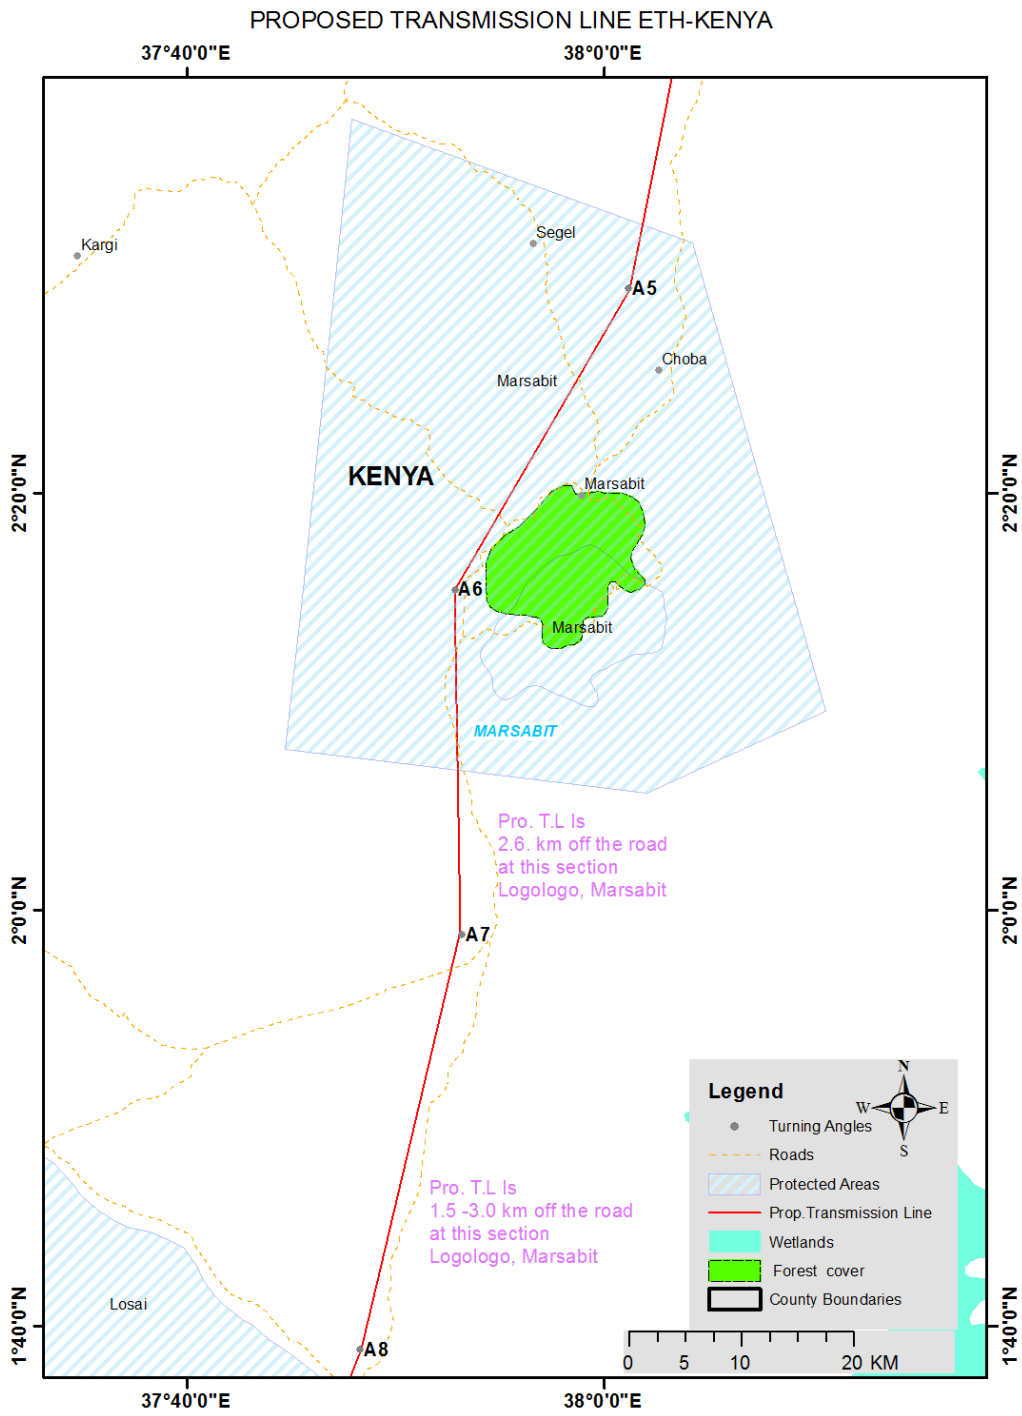 PROPOSED TRANSMISSION LINE ETH-KENYA
37°40'0"E
38°0'0"E
Segel
Kargi
A5
Choba
Marsabit
KENYA
Marsabit
2°20'0"N
2°20'0"N
A6
Marsabit
MARSABIT
Pro. T.L Is
2.6. km off the road
at this section
Logologo, Marsabit
2°0'0"N
2°0'0"N
A7
Pro. T.L Is
1.5 -3.0 km off the road
at this section
Logologo, Marsabit
Losai
1°40'0"N
1°40'0"N
A8
Legend
N
W
E
S
Turning Angles
Roads
Protected Areas
Prop.Transmission Line
Wetlands
Forest cover
County Boundaries
0 5 10 20 KM
37°40'0"E
38°0'0"E